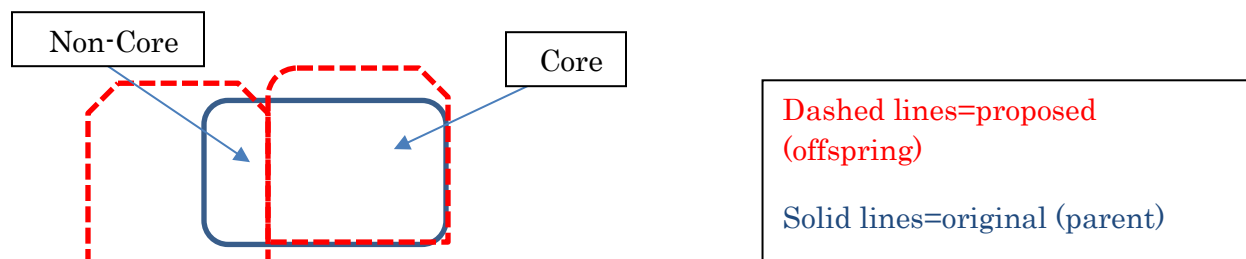 Non-Core
Core
Dashed lines=proposed
(offspring)
Solid lines=original (parent)